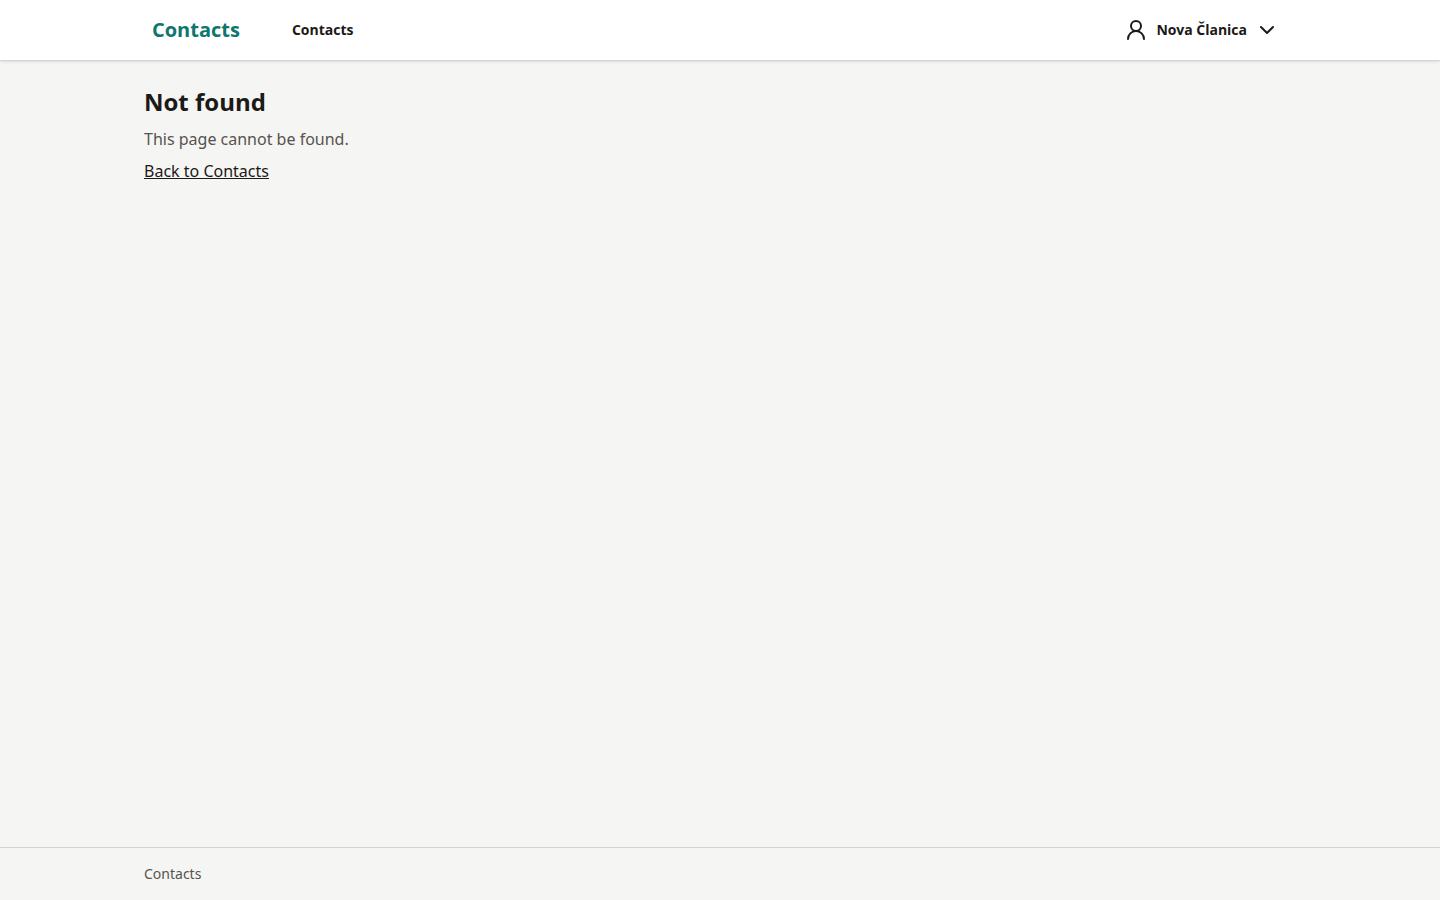 Contacts
Contacts
Nova Članica
Not found
This page cannot be found.
Back to Contacts
Contacts